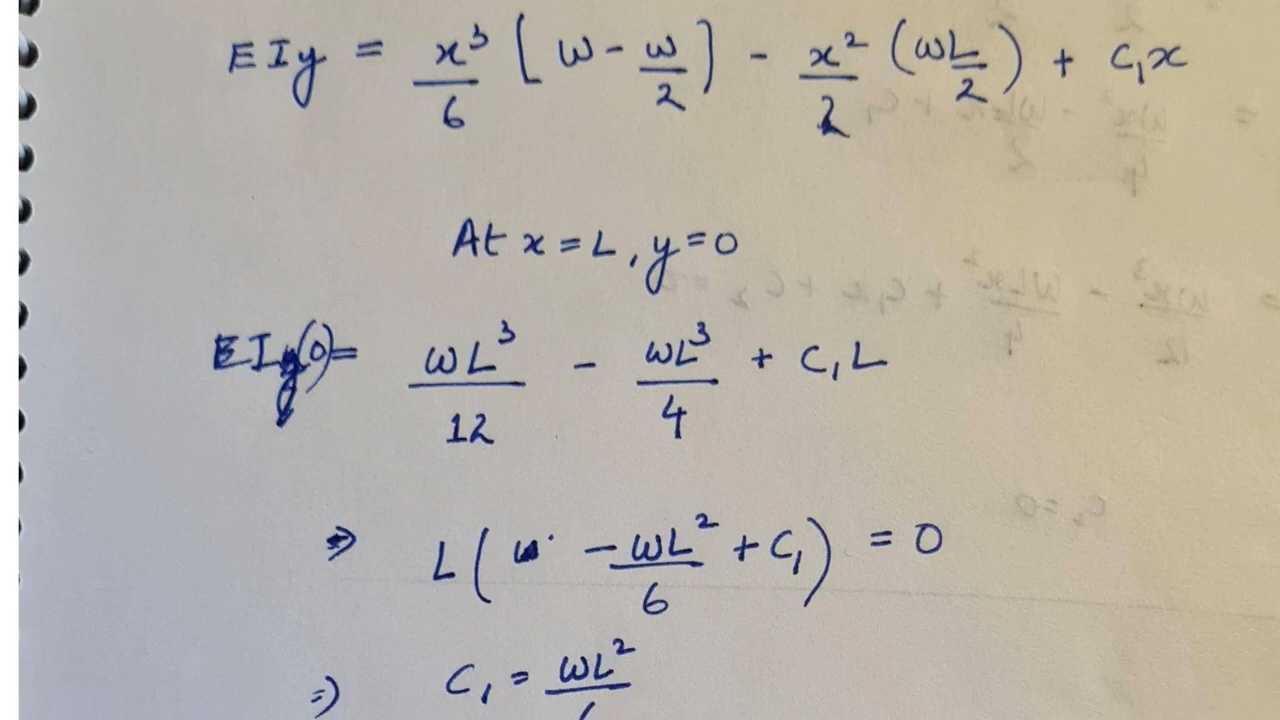 EIy = x³/6 [W - w/2] - x²/2 (wL/2) + C₁x
At x = L, y = 0
EIy(0) = wL³/12 - wL³/4 + C₁L
⇒ L( - wL²/6 + C₁) = 0
⇒) C₁ = wL²/